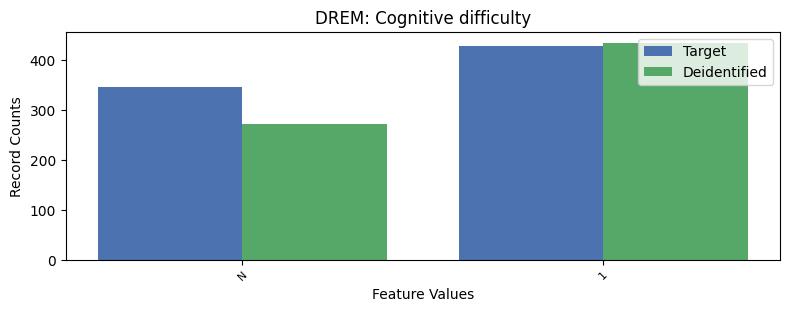 DREM: Cognitive difficulty
Target
Deidentified
Record Counts
400
300
200
100
0
N
1
Feature Values